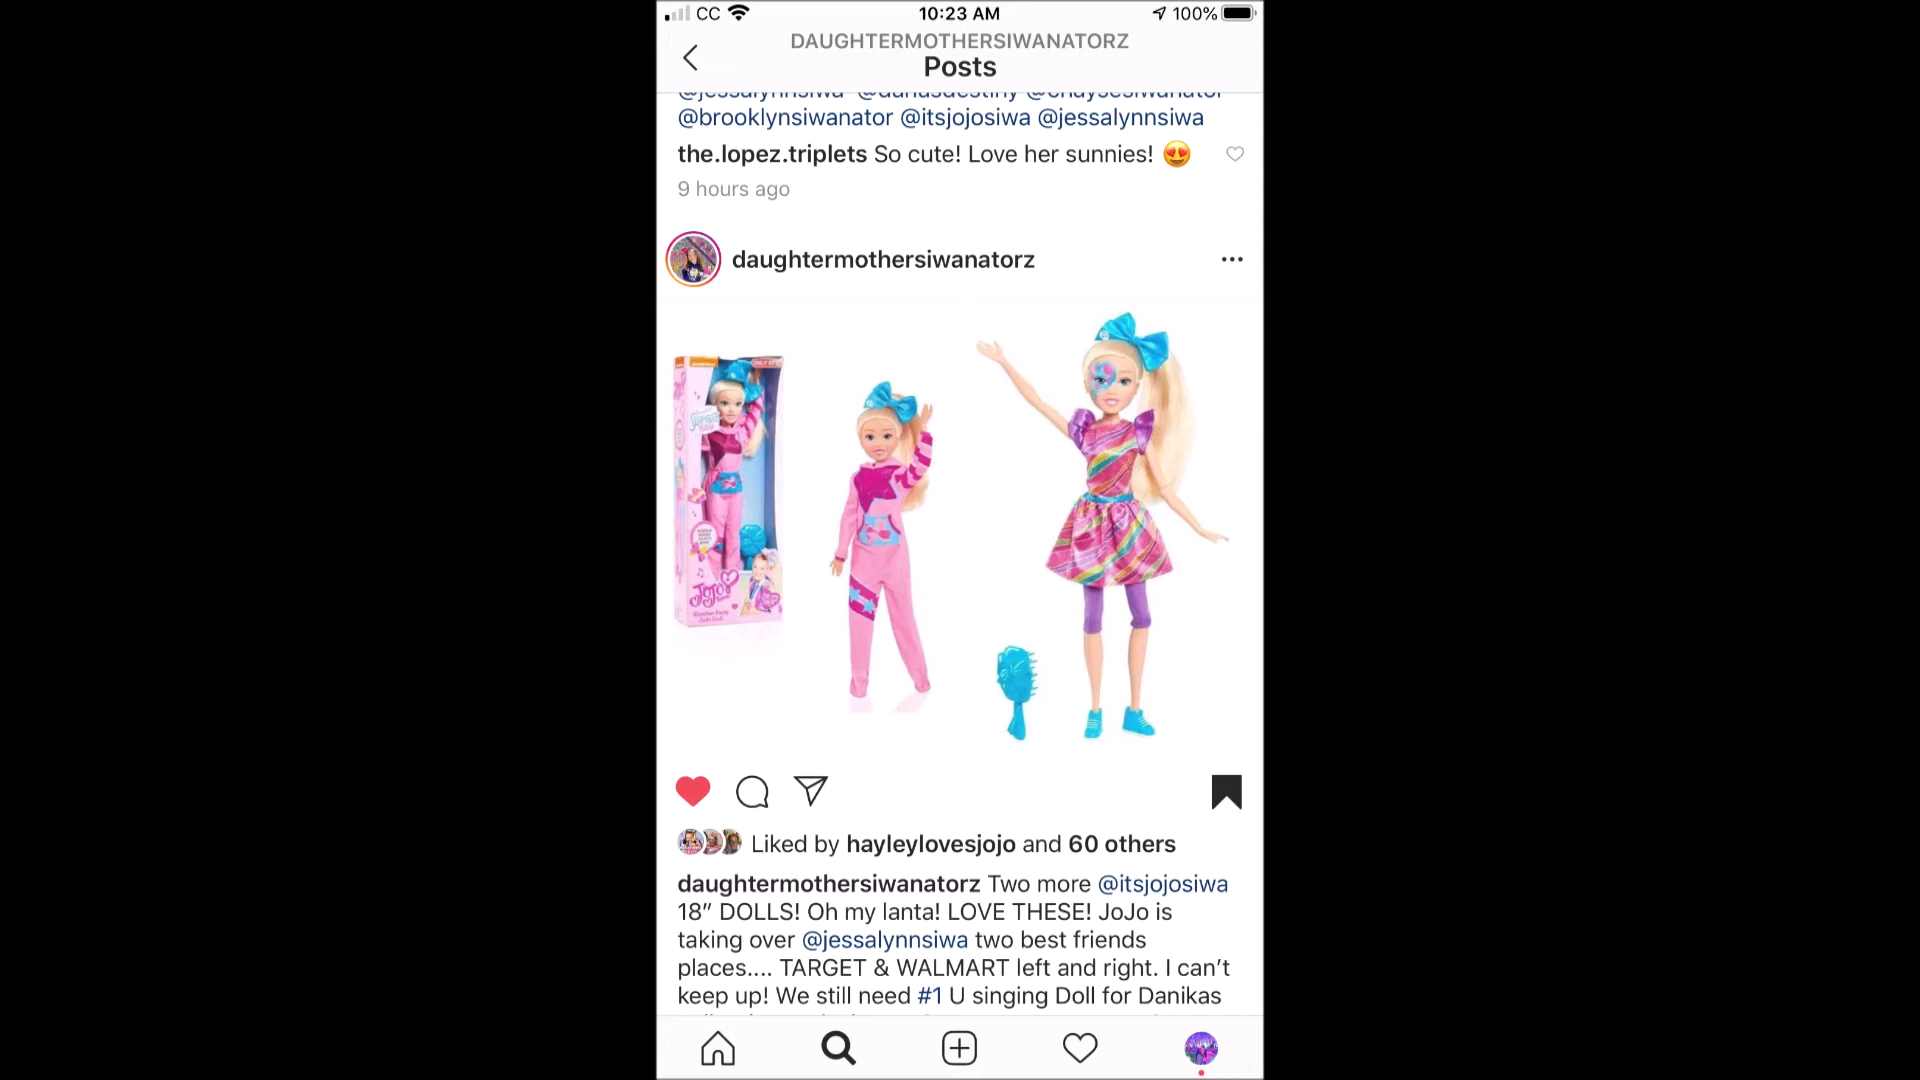 CC 10:23 AM 100%
DAUGHTERMOTHERSIWANATORZ
Posts
@jessalynnsiwa @danasdestiny @chaysesiwanator
@brooklynsiwanator @itsjojosiwa @jessalynnsiwa
the.lopez.triplets So cute! Love her sunnies! 😍
9 hours ago
daughtermothersiwanatorz
JoJo
Liked by hayleylovesjojo and 60 others
daughtermothersiwanatorz Two more @itsjojosiwa
18” DOLLS! Oh my lanta! LOVE THESE! JoJo is
taking over @jessalynnsiwa two best friends
places.... TARGET & WALMART left and right. I can’t
keep up! We still need #1 U singing Doll for Danikas